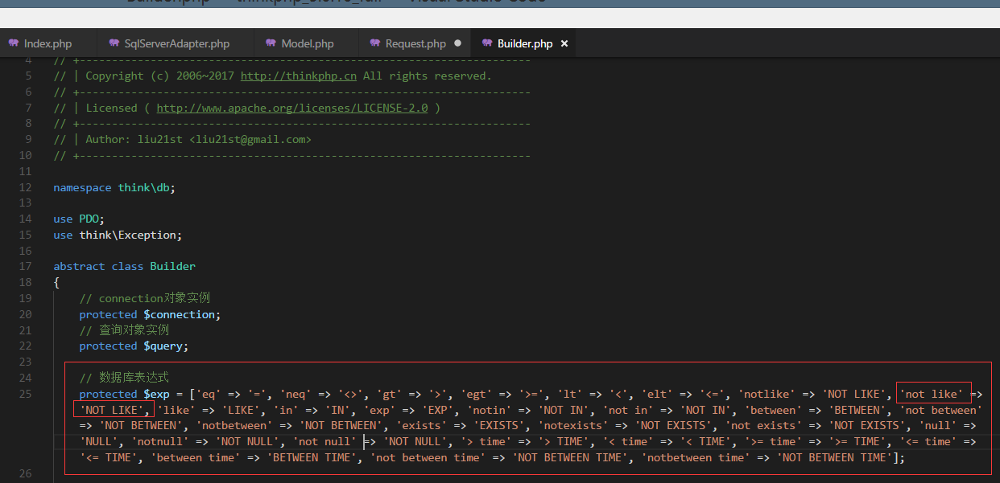 Index.php SqlServerAdapter.php Model.php Request.php ● Builder.php ×
4 // +----------------------------------------------------------------------
5 // | Copyright (c) 2006~2017 http://thinkphp.cn All rights reserved.
6 // +----------------------------------------------------------------------
7 // | Licensed ( http://www.apache.org/licenses/LICENSE-2.0 )
8 // +----------------------------------------------------------------------
9 // | Author: liu21st <liu21st@gmail.com>
10 // +----------------------------------------------------------------------
11
12 namespace think\db;
13
14 use PDO;
15 use think\Exception;
16
17 abstract class Builder
18 {
19 // connection对象实例
20 protected $connection;
21 // 查询对象实例
22 protected $query;
23
24 // 数据库表达式
25 protected $exp = ['eq' => '=', 'neq' => '<>', 'gt' => '>', 'egt' => '>=', 'lt' => '<', 'elt' => '<=', 'notlike' => 'NOT LIKE', 'not like' =>
'NOT LIKE', 'like' => 'LIKE', 'in' => 'IN', 'exp' => 'EXP', 'notin' => 'NOT IN', 'not in' => 'NOT IN', 'between' => 'BETWEEN', 'not between'
=> 'NOT BETWEEN', 'notbetween' => 'NOT BETWEEN', 'exists' => 'EXISTS', 'notexists' => 'NOT EXISTS', 'not exists' => 'NOT EXISTS', 'null' =>
'NULL', 'notnull' => 'NOT NULL', 'not null' => 'NOT NULL', '> time' => '> TIME', '< time' => '< TIME', '>= time' => '>= TIME', '<= time' =>
'<= TIME', 'between time' => 'BETWEEN TIME', 'not between time' => 'NOT BETWEEN TIME', 'notbetween time' => 'NOT BETWEEN TIME'];
26